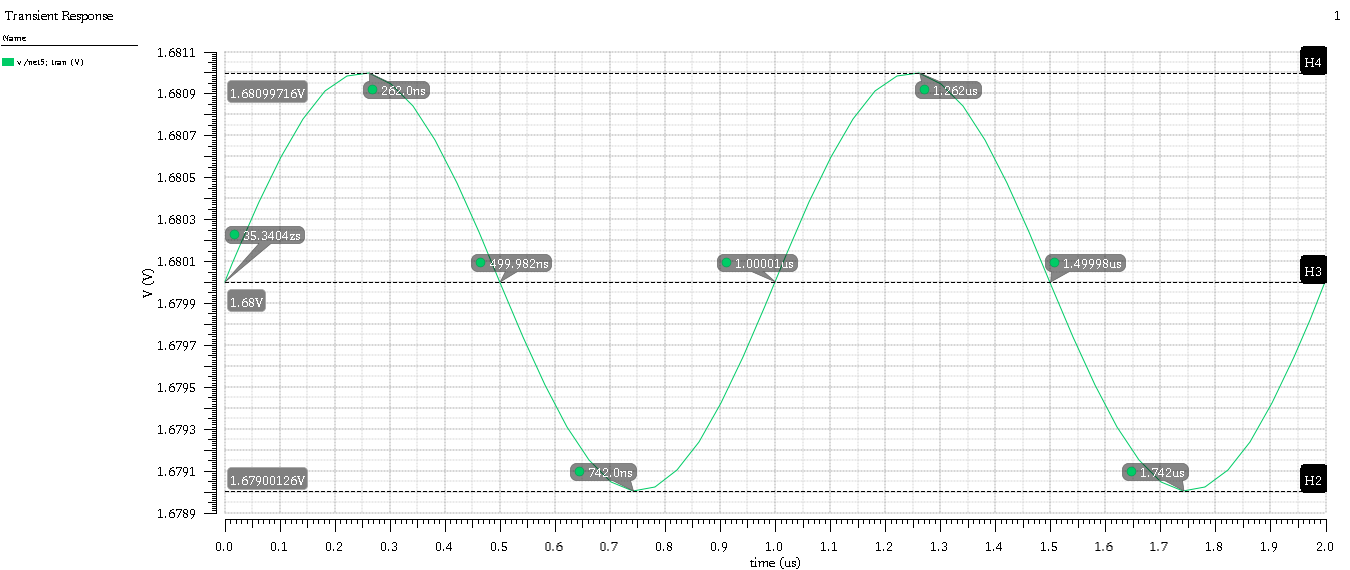 Transient Response
1
Name
v /net5; tran (V)
1.6811
1.6809
1.6807
1.6805
1.6803
1.6801
1.6799
1.6797
1.6795
1.6793
1.6791
1.6789
V (V)
H4
1.68099716V
262.0ns
1.262us
35.3404zs
499.982ns
1.00001us
1.49998us
H3
1.68V
742.0ns
1.742us
1.67900126V
H2
0.0 0.1 0.2 0.3 0.4 0.5 0.6 0.7 0.8 0.9 1.0 1.1 1.2 1.3 1.4 1.5 1.6 1.7 1.8 1.9 2.0
time (us)